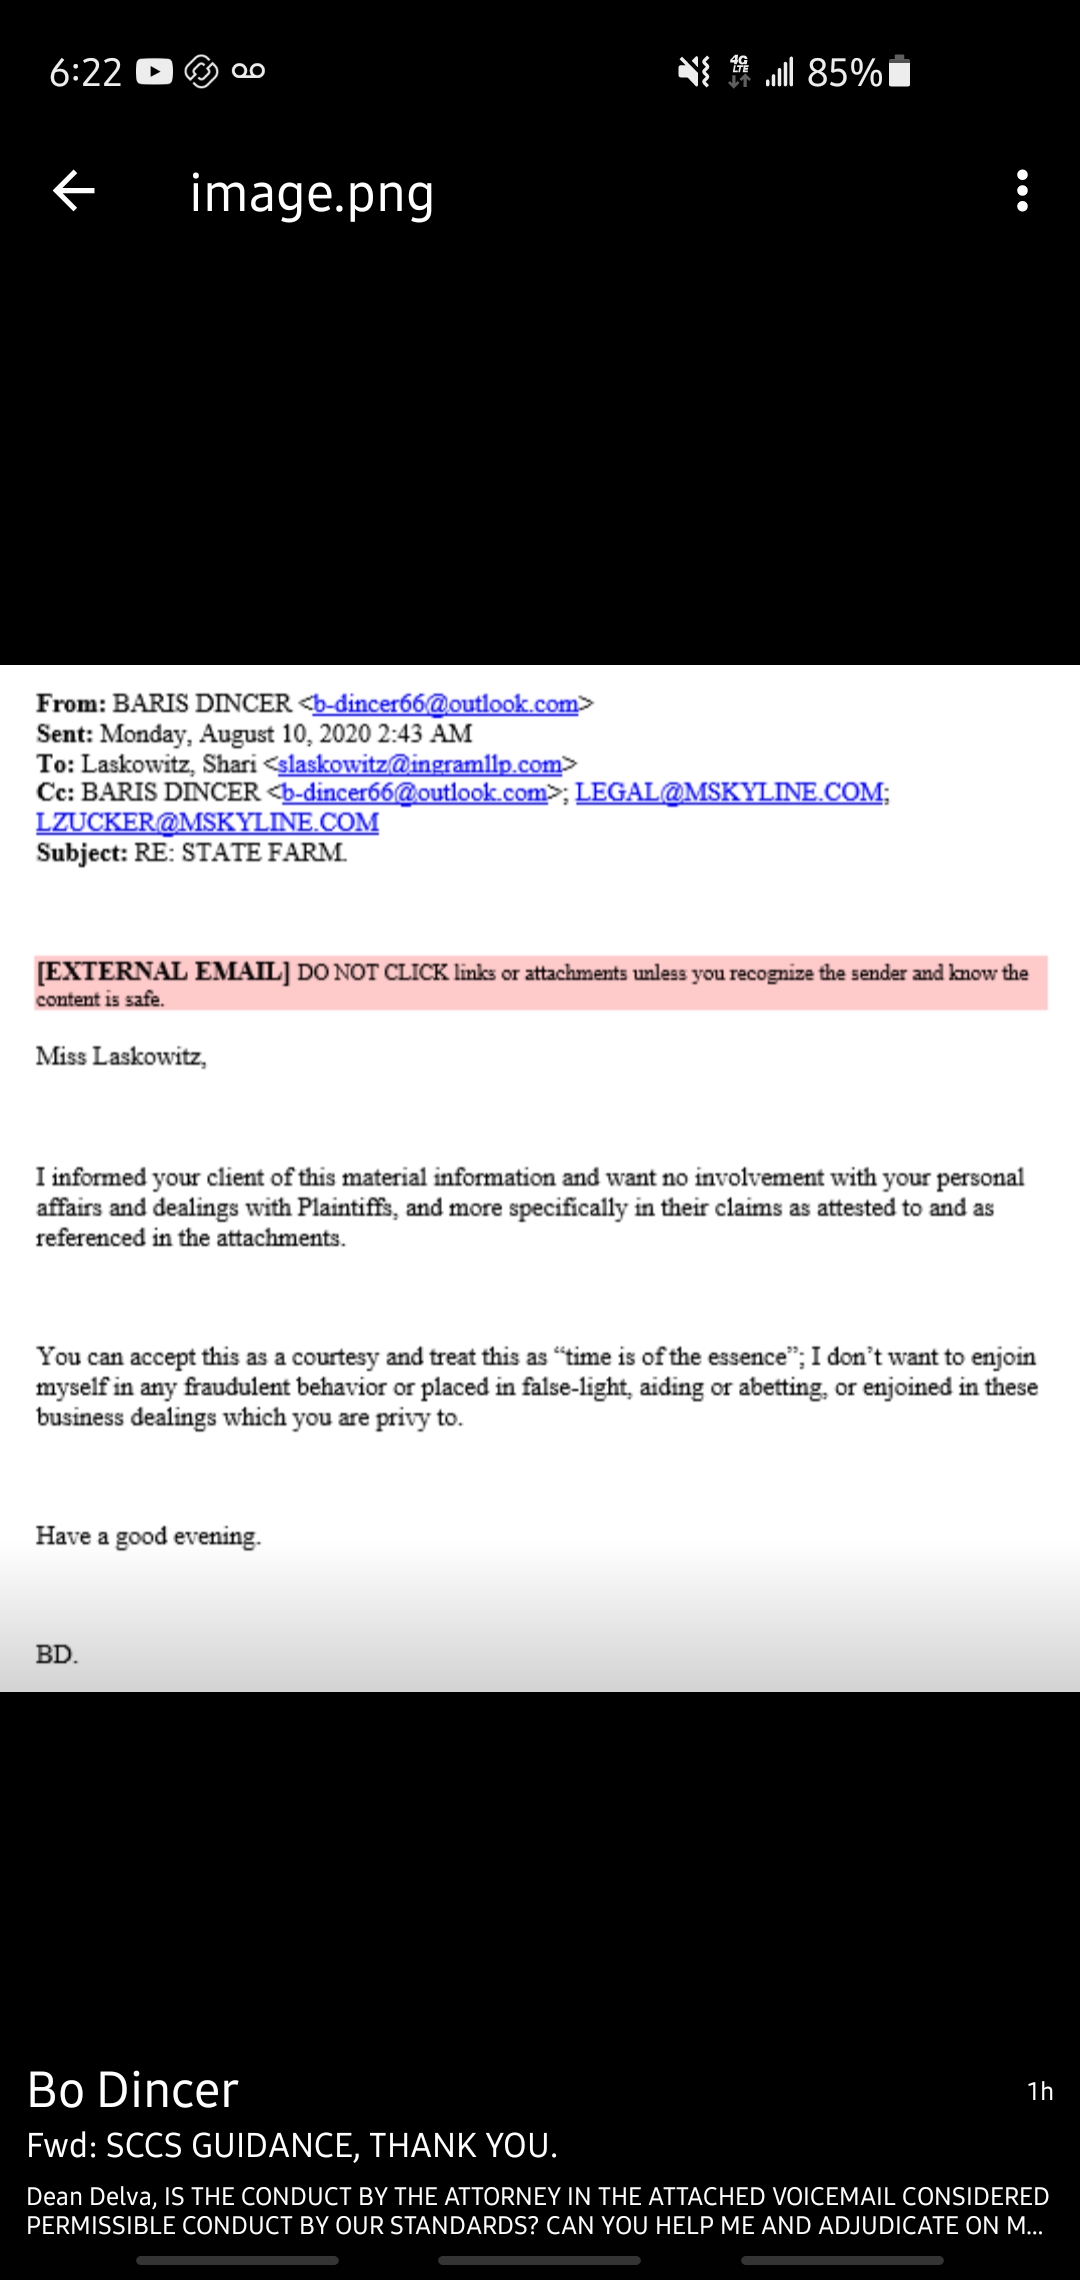 6:22 4G LTE 85%
image.png
From: BARIS DINCER <b-dincer66@outlook.com>
Sent: Monday, August 10, 2020 2:43 AM
To: Laskowitz, Shari <slaskowitz@ingramllp.com>
Cc: BARIS DINCER <b-dincer66@outlook.com>; LEGAL@MSKYLINE.COM;
LZUCKER@MSKYLINE.COM
Subject: RE: STATE FARM.
[EXTERNAL EMAIL] DO NOT CLICK links or attachments unless you recognize the sender and know the
content is safe.
Miss Laskowitz,
I informed your client of this material information and want no involvement with your personal
affairs and dealings with Plaintiffs, and more specifically in their claims as attested to and as
referenced in the attachments.
You can accept this as a courtesy and treat this as “time is of the essence”; I don’t want to enjoin
myself in any fraudulent behavior or placed in false-light, aiding or abetting, or enjoined in these
business dealings which you are privy to.
Have a good evening.
BD.
Bo Dincer 1h
Fwd: SCCS GUIDANCE, THANK YOU.
Dean Delva, IS THE CONDUCT BY THE ATTORNEY IN THE ATTACHED VOICEMAIL CONSIDERED
PERMISSIBLE CONDUCT BY OUR STANDARDS? CAN YOU HELP ME AND ADJUDICATE ON M...